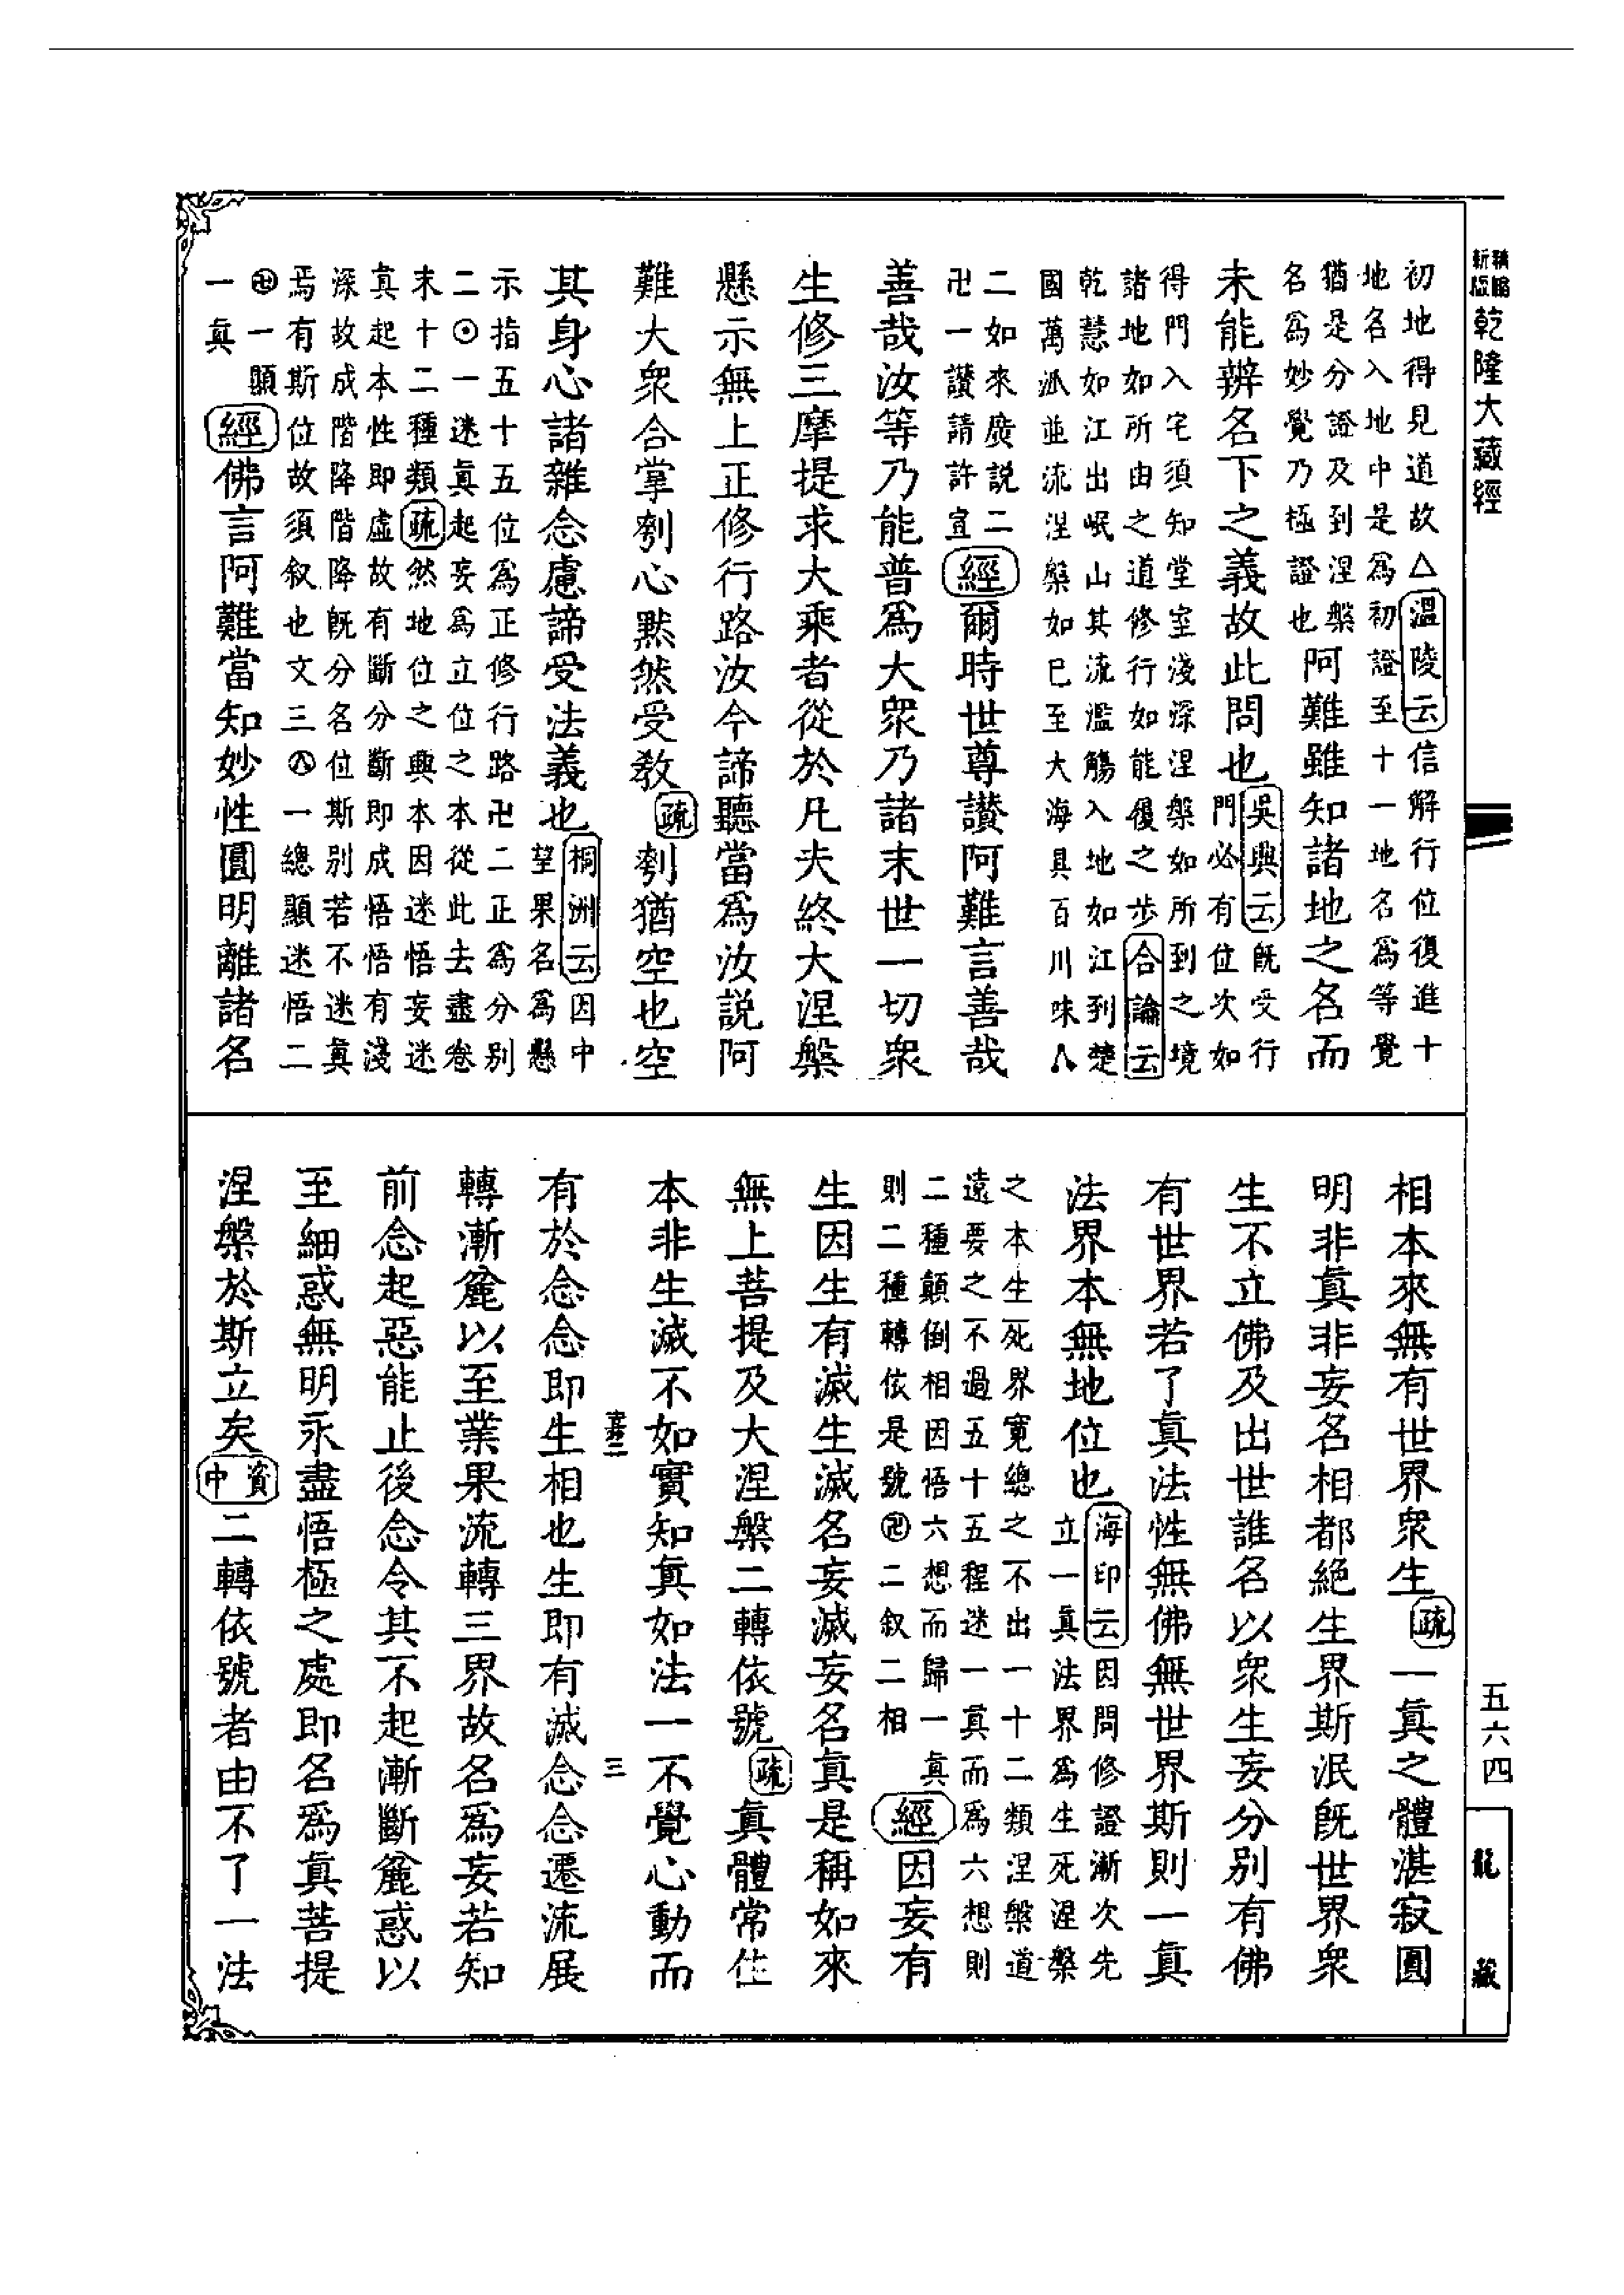 新版
精縮
乾隆大藏經
五六四
龍藏
初地得見道故△溫陵云信解行位復進十
地名入地中是為初證至十一地名為等覺
猶是分證及到涅槃
名為妙覺乃極證也
阿難雖知諸地之名而
未能辨名下之義故此問也
吳興云既受行
門必有位次如
得門入宅須知堂室淺深涅槃如所到之境
諸地如所由之道修行如能履之步合論云
乾慧如江出岷山其流濫觴入地如江到楚
國萬派並流涅槃如巳至大海具百川味㊇
二如來廣説二
卍一讚請許宣
經爾時世尊讃阿難言善哉
善哉汝等乃能普為大衆乃諸末世一切衆
生修三摩提求大乘者從於凡夫終大涅槃
懸示無上正修行路汝今諦聽當為汝説阿
難大衆合掌刳心默然受教疏刳猶空也空
其身心諸雜念慮諦受法義也
桐洲云因中
望果名為懸
示指五十五位為正修行路卍二正為分別
二⊙一迷真起妄為立位之本從此去盡卷
末十二種類疏然地位之興本因迷悟妄迷
真起本性即虛故有斷分斷即成悟悟有淺
深故成階降階降既分名位斯別若不迷真
焉有斯位故須叙也文三㊇一總顯迷悟二
卍一顯
一真
經佛言阿難當知妙性圓明離諸名
相本來無有世界衆生疏一真之體湛寂圓
明非真非妄名相都絶生界斯泯既世界衆
生不立佛及出世誰名以衆生妄分别有佛
有世界若了真法性無佛無世界斯則一真
法界本無地位也
海印云因問修證漸次先
立一真法界為生死涅槃
之本生死界寬總之不出一十二類涅槃道
遠要之不過五十五程迷一真而為六想則
二種顛倒相因悟六想而歸一真
則二種轉依是號卍二叙二相
經因妄有
生因生有滅生滅名妄滅妄名真是稱如來
無上菩提及大涅槃二轉依號疏真體常住
本非生滅不如實知真如法一不覺心動而
三
有於念念即生相也生即有滅念念遷流展
轉漸麤以至業果流轉三界故名為妄若知
前念起惡能止後念令其不起漸斷麤惑以
至細惑無明永盡悟極之處即名為真菩提
涅槃於斯立矣資中二轉依號者由不了一法